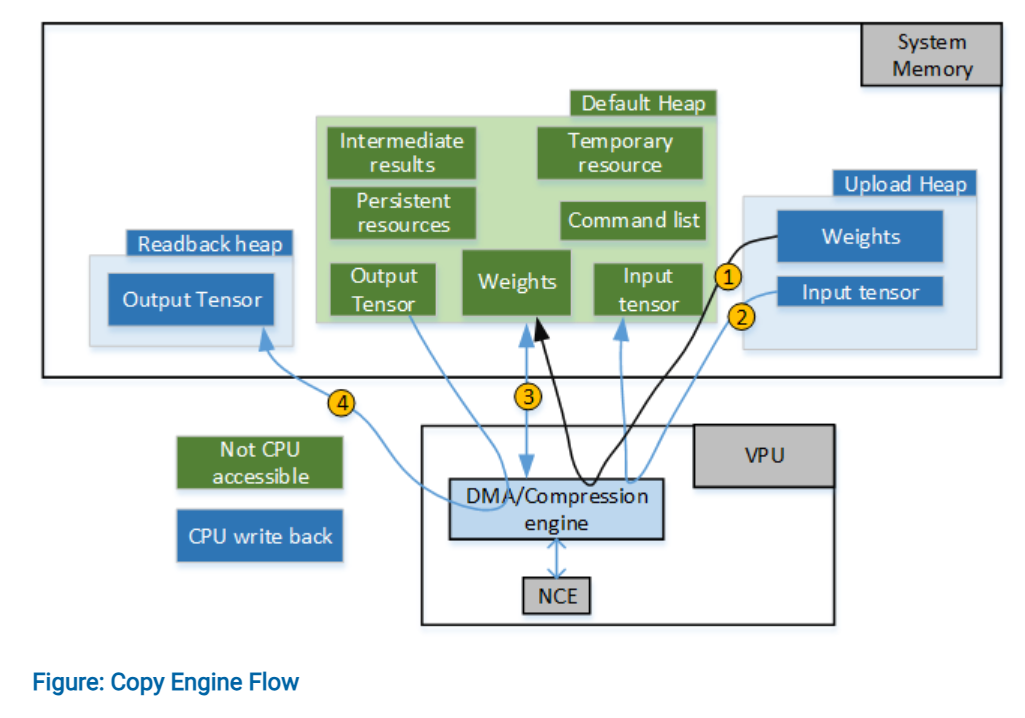 System
Memory
Default Heap
Intermediate
results
Temporary
resource
Persistent
resources
Command list
Upload Heap
Weights
Input tensor
Readback heap
Output Tensor
Output
Tensor
Weights
Input
tensor
1
2
3
4
Not CPU
accessible
CPU write back
VPU
DMA/Compression
engine
NCE
Figure: Copy Engine Flow